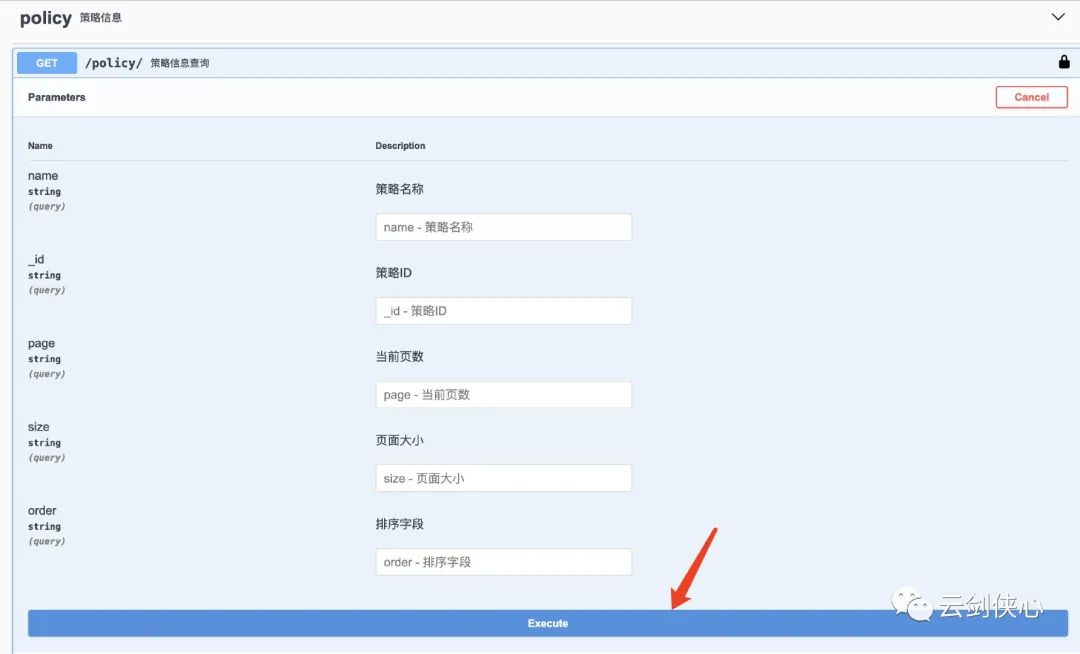 policy 策略信息
GET /policy/ 策略信息查询
Parameters
Cancel
Name Description
name
string
(query)
策略名称
name - 策略名称
_id
string
(query)
策略ID
_id - 策略ID
page
string
(query)
当前页数
page - 当前页数
size
string
(query)
页面大小
size - 页面大小
order
string
(query)
排序字段
order - 排序字段
云剑侠心
Execute